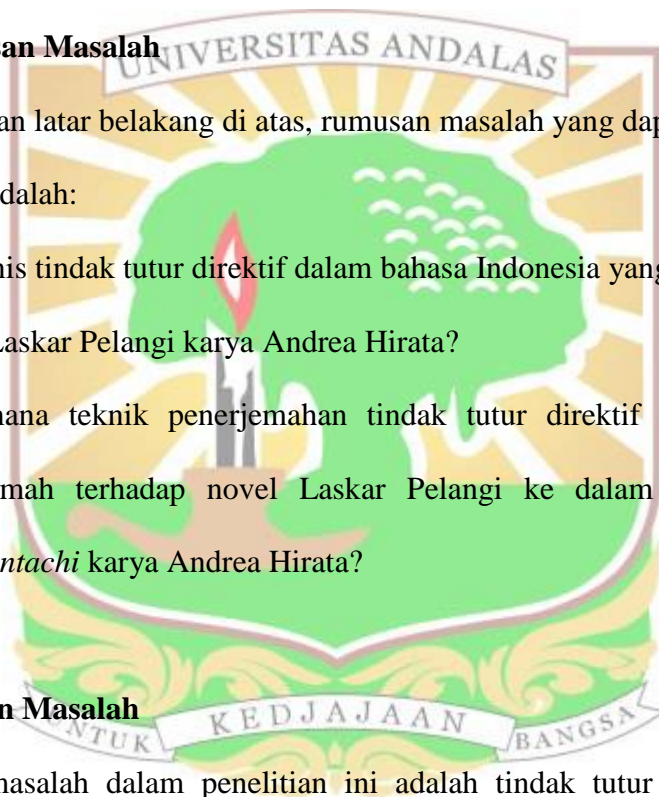 san Masalah
UNIVERSITAS ANDALAS
an latar belakang di atas, rumusan masalah yang dap
dalah:
nis tindak tutur direktif dalam bahasa Indonesia yang
Laskar Pelangi karya Andrea Hirata?
nana teknik penerjemahan tindak tutur direktif
mah terhadap novel Laskar Pelangi ke dalam
ntachi karya Andrea Hirata?
n Masalah
UNTUK KEDJAJAAN BANGSA
masalah dalam penelitian ini adalah tindak tutur